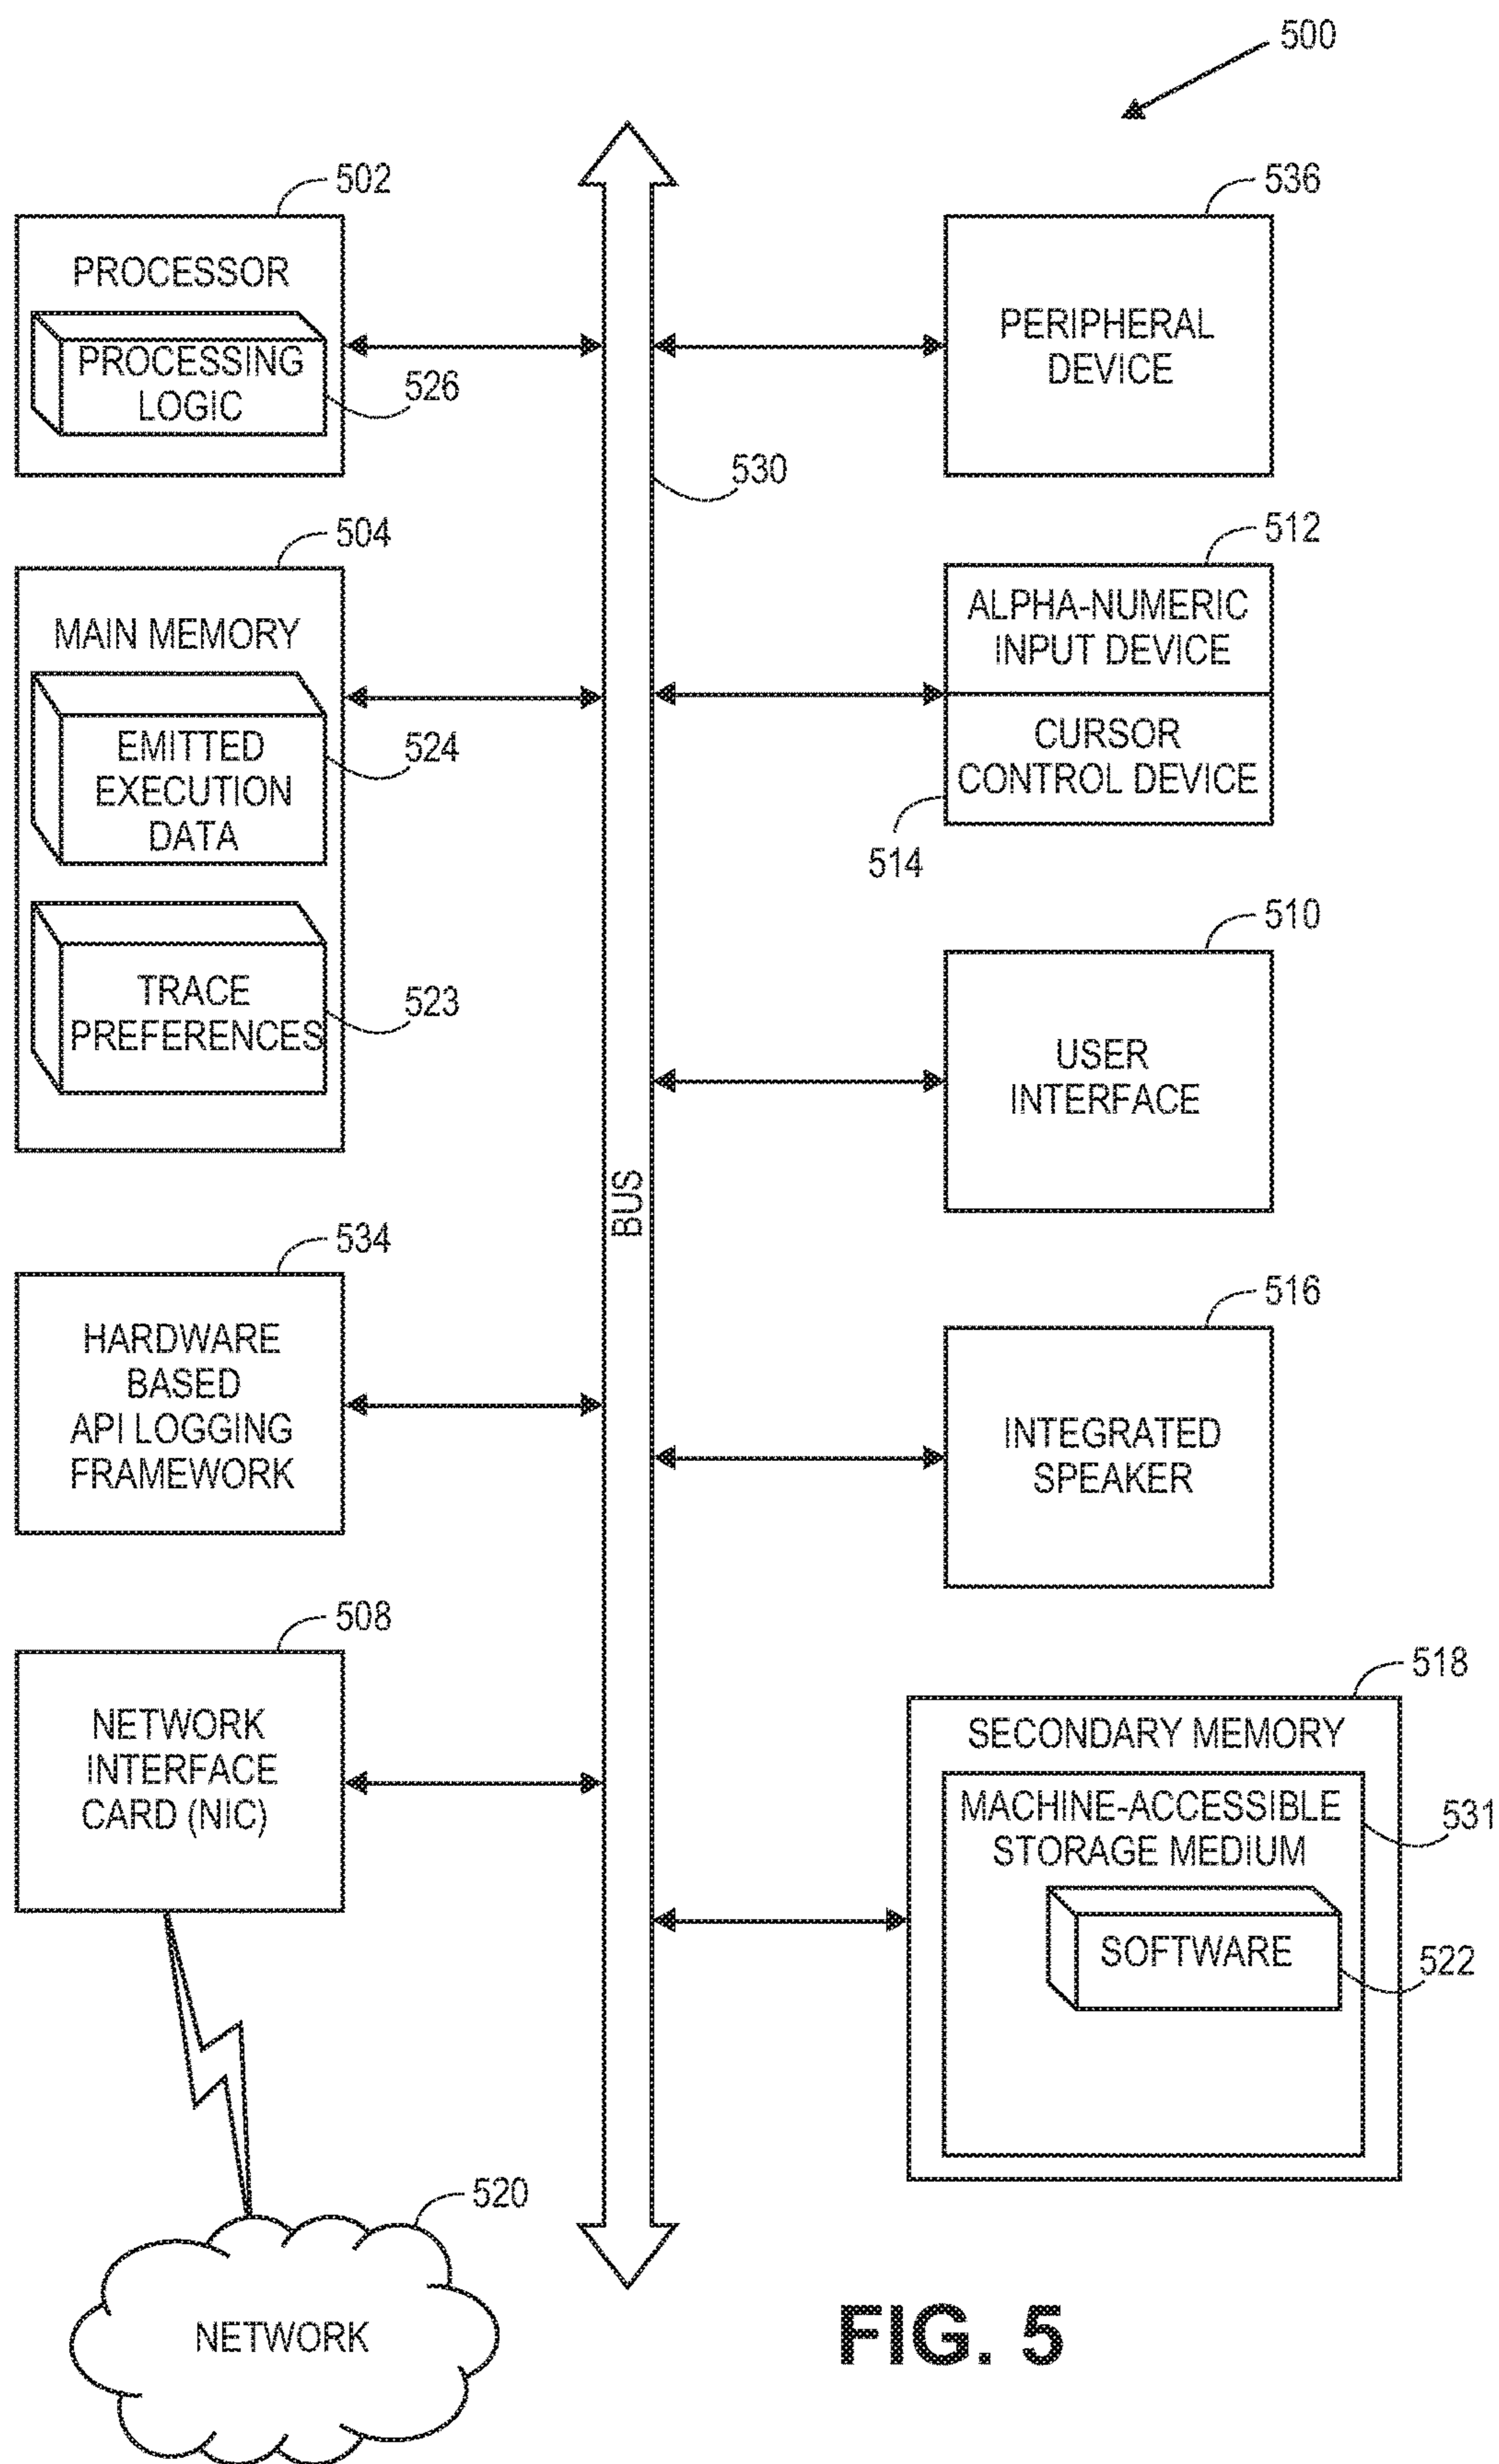 500
502
PROCESSOR
PROCESSING
LOGIC
526
536
PERIPHERAL
DEVICE
530
504
MAIN MEMORY
EMITTED
EXECUTION
DATA
524
TRACE
PREFERENCES
523
512
ALPHA-NUMERIC
INPUT DEVICE
CURSOR
CONTROL DEVICE
514
510
USER
INTERFACE
BUS
534
HARDWARE
BASED
API LOGGING
FRAMEWORK
516
INTEGRATED
SPEAKER
508
NETWORK
INTERFACE
CARD (NIC)
518
SECONDARY MEMORY
MACHINE-ACCESSIBLE
STORAGE MEDIUM
531
SOFTWARE
522
520
NETWORK
FIG. 5